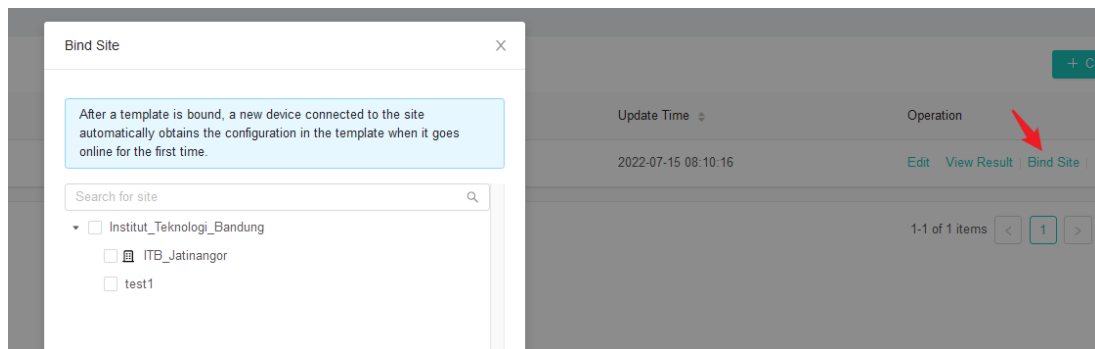 Bind Site
+ C
After a template is bound, a new device connected to the site
automatically obtains the configuration in the template when it goes
online for the first time.
Update Time
Operation
2022-07-15 08:10:16
Edit View Result Bind Site
Search for site
Institut_Teknologi_Bandung
1-1 of 1 items < 1 >
ITB_Jatinangor
test1